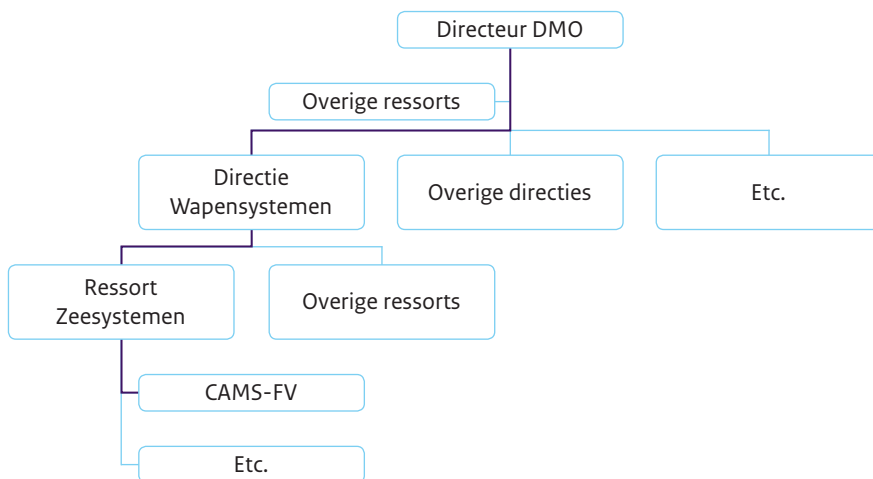 Directeur DMO
Overige ressorts
Directie
Wapensystemen
Overige directies
Etc.
Ressort
Zeesystemen
Overige ressorts
CAMS-FV
Etc.